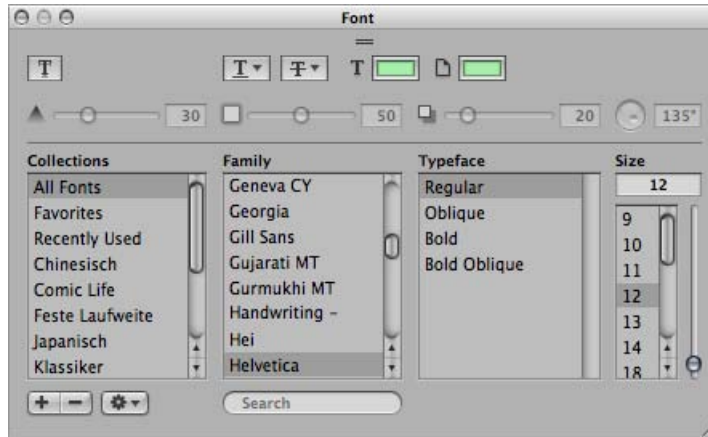 Font
T T T T
30 50 20 135°
Collections
All Fonts
Favorites
Recently Used
Chinesisch
Comic Life
Feste Laufweite
Japanisch
Klassiker
Family
Geneva CY
Georgia
Gill Sans
Gujarati MT
Gurmukhi MT
Handwriting –
Hei
Helvetica
Typeface
Regular
Oblique
Bold
Bold Oblique
Size
12
9
10
11
12
13
14
18
Search